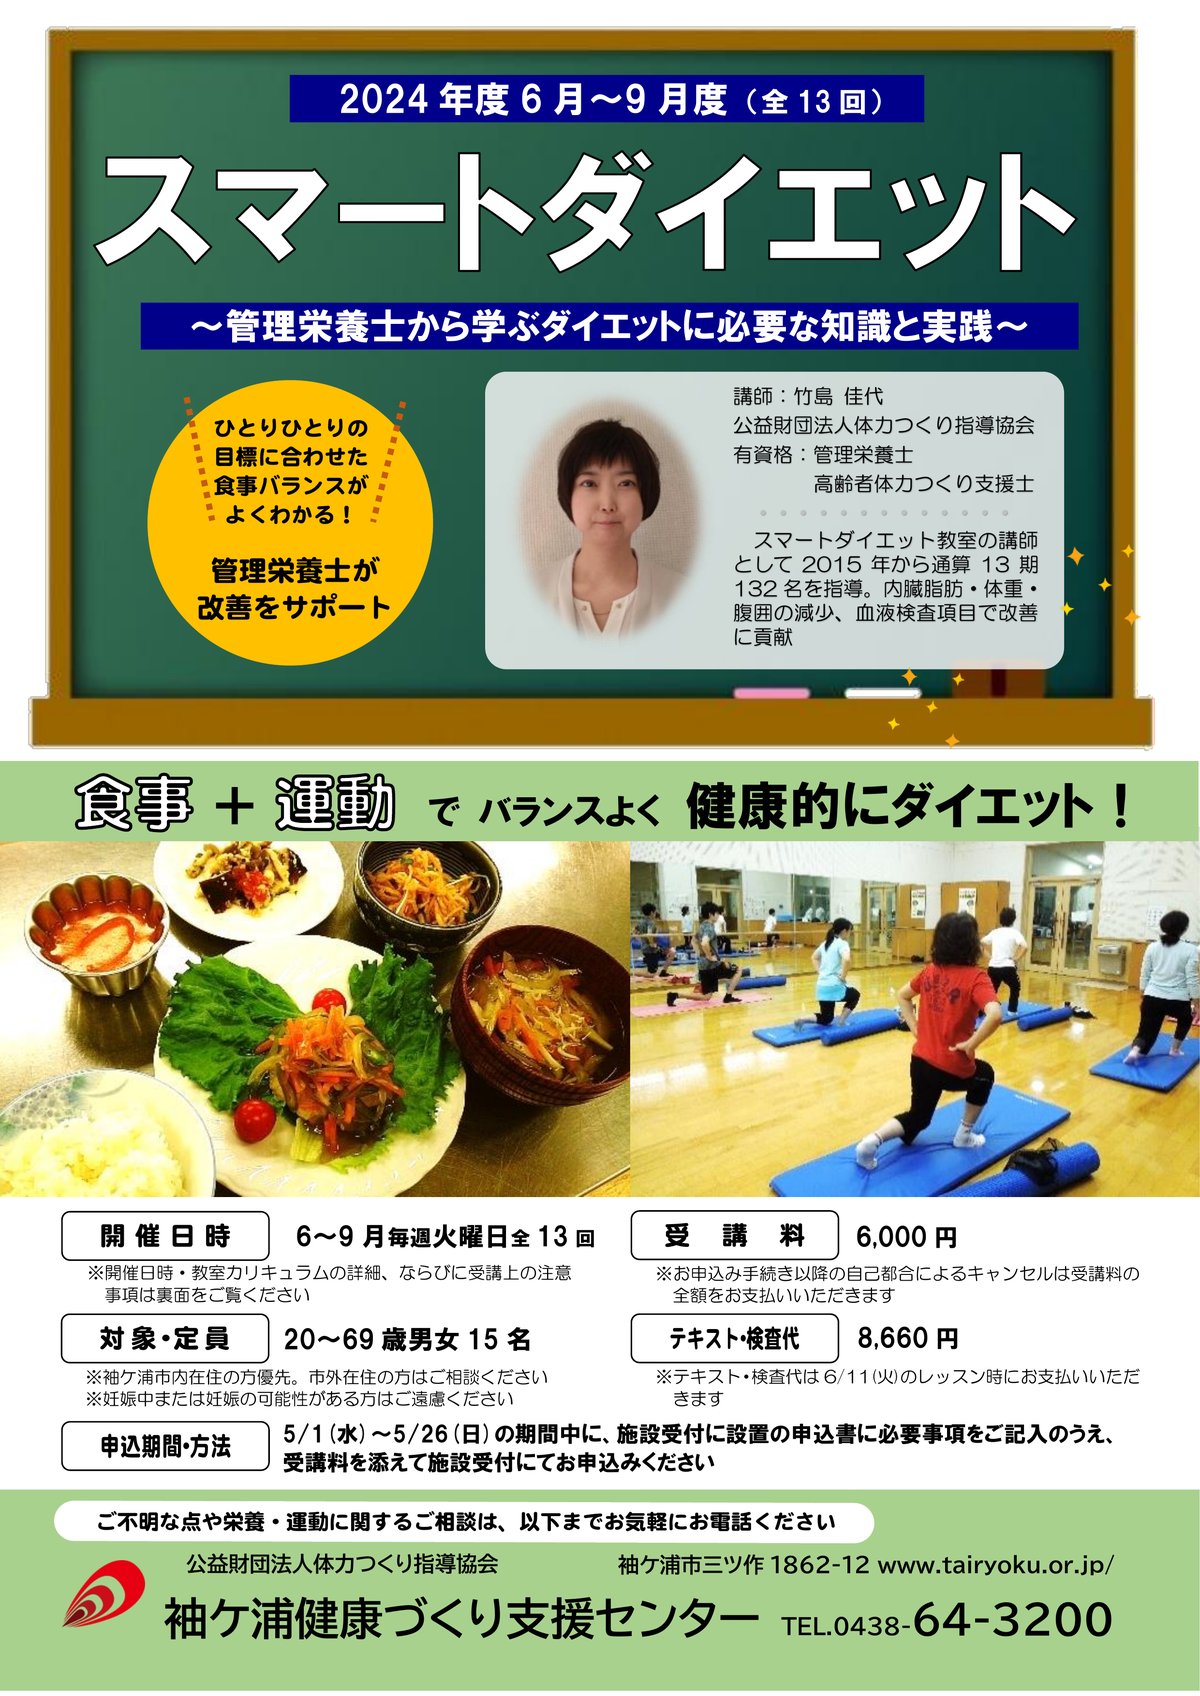 2024年度6月～9月度（全13回）
スマートダイエット
～管理栄養士から学ぶダイエットに必要な知識と実践～
ひとりひとりの
目標に合わせた
食事バランスが
よくわかる！
管理栄養士が
改善をサポート
講師：竹島 佳代
公益財団法人体力つくり指導協会
有資格：管理栄養士
高齢者体力つくり支援士
スマートダイエット教室の講師
として 2015 年から通算 13 期
132名を指導。内臓脂肪・体重・
腹囲の減少、血液検査項目で改善
に貢献
食事 ＋ 運動 で バランスよく 健康的にダイエット！
開催日時 6～9月毎週火曜日全13回
※開催日時・教室カリキュラムの詳細、ならびに受講上の注意
事項は裏面をご覧ください
受講料 6,000円
※お申込み手続き以降の自己都合によるキャンセルは受講料の
全額をお支払いいただきます
対象・定員 20～69歳男女15名
※袖ケ浦市内在住の方優先。市外在住の方はご相談ください
※妊娠中または妊娠の可能性がある方はご遠慮ください
テキスト・検査代 8,660円
※テキスト・検査代は6/11(火)のレッスン時にお支払いいただ
きます
申込期間・方法 5/1(水)～5/26(日)の期間中に、施設受付に設置の申込書に必要事項をご記入のうえ、
受講料を添えて施設受付にてお申込みください
ご不明な点や栄養・運動に関するご相談は、以下までお気軽にお電話ください
公益財団法人体力つくり指導協会 袖ケ浦市三ツ作1862-12 www.tairyoku.or.jp/
袖ケ浦健康づくり支援センター TEL.0438-64-3200